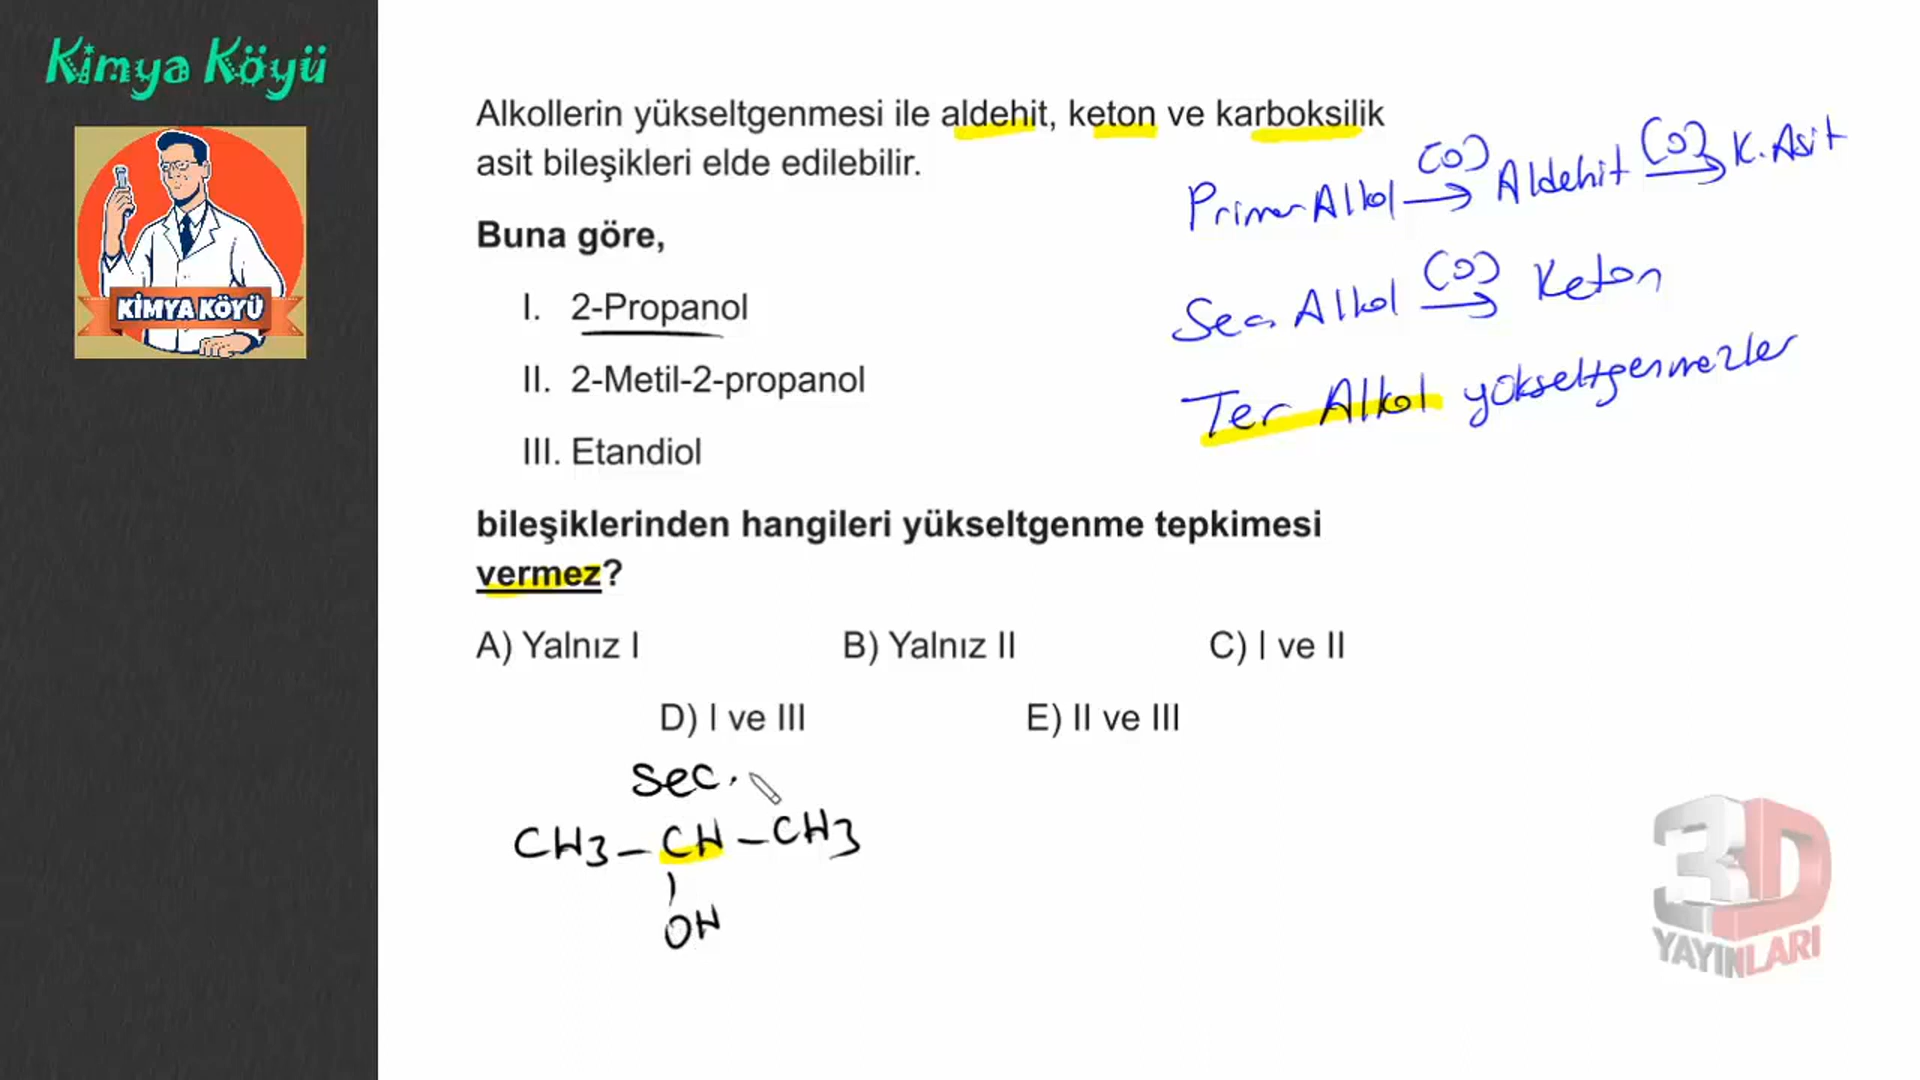 Kimya Köyü
KİMYA KÖYÜ
Alkollerin yükseltgenmesi ile aldehit, keton ve karboksilik
asit bileşikleri elde edilebilir.
Buna göre,
I. 2-Propanol
II. 2-Metil-2-propanol
III. Etandiol
bileşiklerinden hangileri yükseltgenme tepkimesi
vermez?
A) Yalnız I B) Yalnız II C) I ve II
D) I ve III E) II ve III
Primer Alkol (O) → Aldehit (O) → K. Asit
Sec. Alkol (O) → Keton
Ter Alkol yükseltgenmezler
Sec.
CH3 – CH – CH3
OH
3D
YAYINLARI